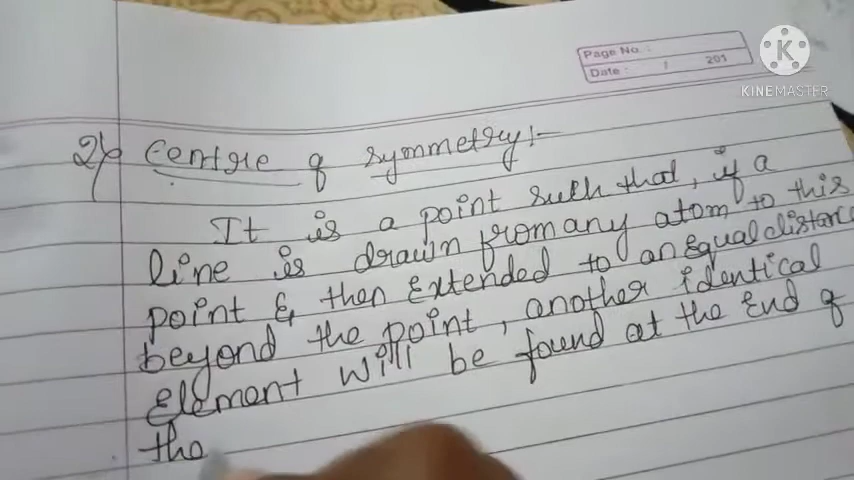 Page No. :
Date : / 201
K
KINEMASTER
2) Centre of symmetry:-
It is a point such that, if a
line is drawn from any atom to this
point & then extended to an equal distance
beyond the point, another identical
element will be found at the end of
the